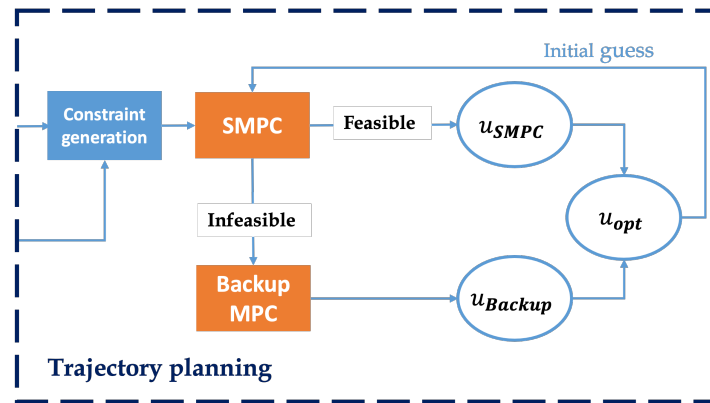 Initial guess
Constraint
generation
SMPC
Feasible
u_SMPC
Infeasible
u_opt
Backup
MPC
u_Backup
Trajectory planning